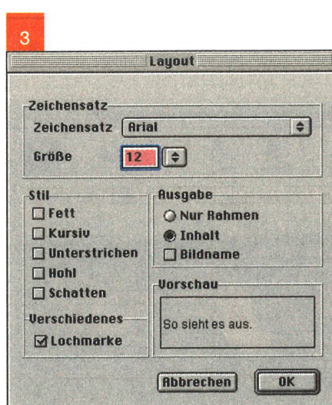 3
Layout
Zeichensatz
Zeichensatz Arial
Größe 12
Stil
Fett
Kursiv
Unterstrichen
Hohl
Schatten
Verschiedenes
Lochmarke
Ausgabe
Nur Rahmen
Inhalt
Bildname
Vorschau
So sieht es aus.
Abbrechen
OK